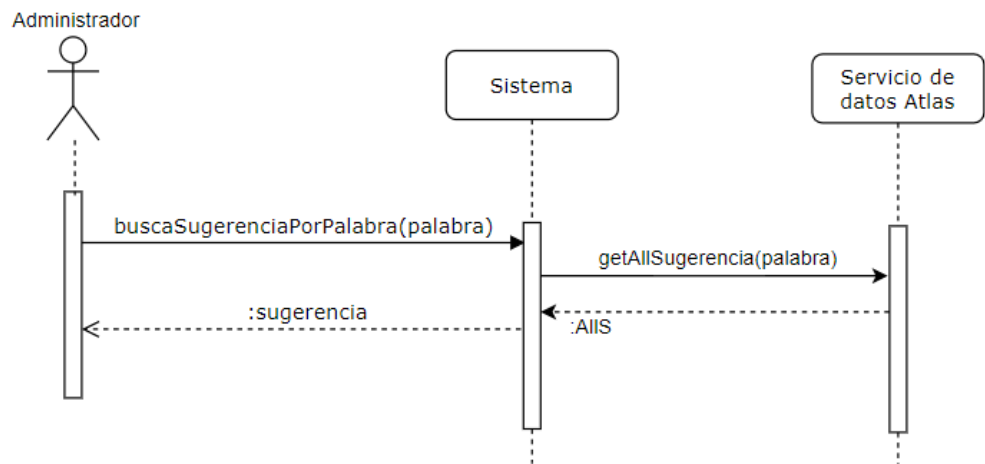 Administrador
Sistema
Servicio de
datos Atlas
buscaSugerenciaPorPalabra(palabra)
getAllSugerencia(palabra)
:sugerencia
:AllS